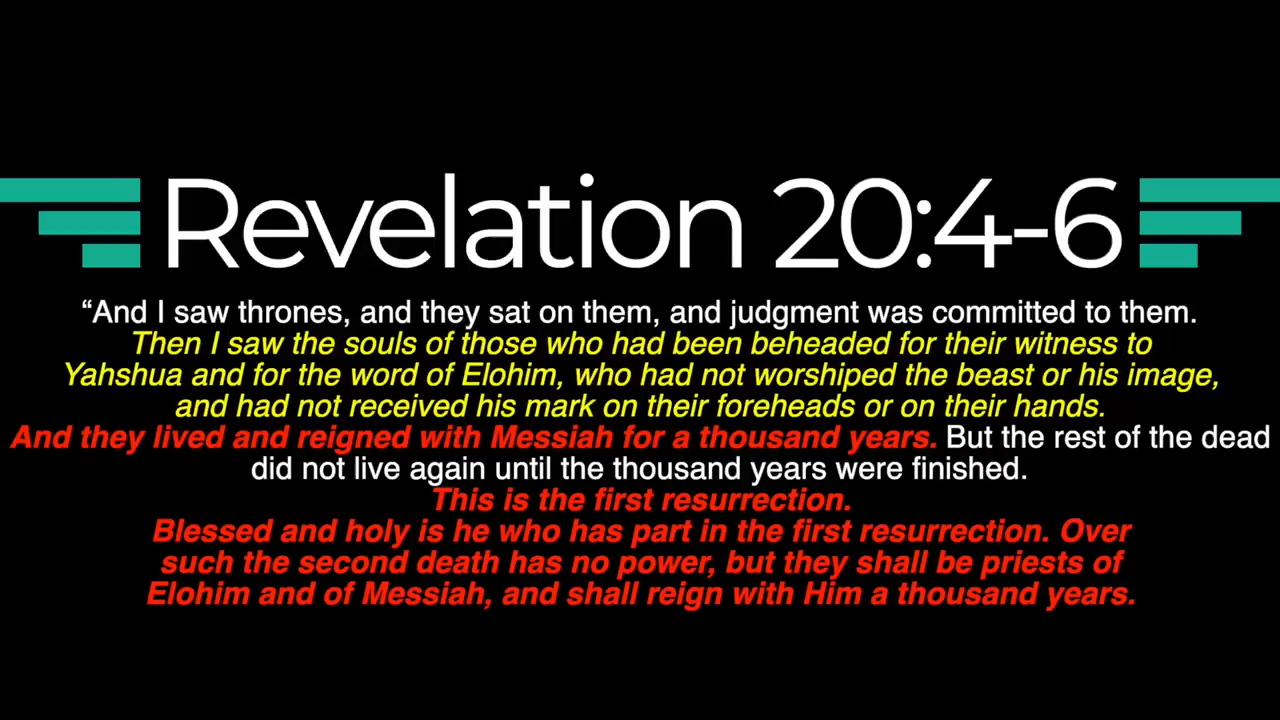 Revelation 20:4-6
“And I saw thrones, and they sat on them, and judgment was committed to them.
Then I saw the souls of those who had been beheaded for their witness to
Yahshua and for the word of Elohim, who had not worshiped the beast or his image,
and had not received his mark on their foreheads or on their hands.
And they lived and reigned with Messiah for a thousand years. But the rest of the dead
did not live again until the thousand years were finished.
This is the first resurrection.
Blessed and holy is he who has part in the first resurrection. Over
such the second death has no power, but they shall be priests of
Elohim and of Messiah, and shall reign with Him a thousand years.